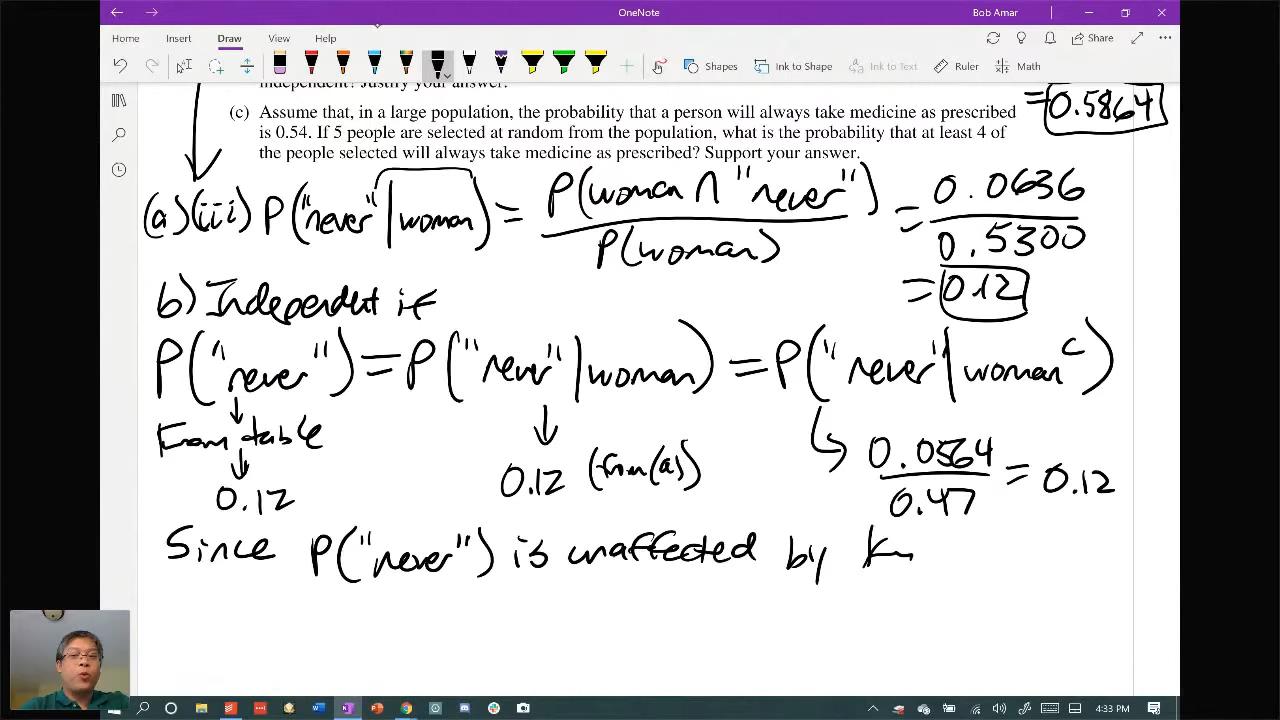 OneNote
Bob Amar
Home Insert Draw View Help
Share
Shapes Ink to Shape Ink to Text Ruler Math
independent? Justify your answer.
= 0.5864
(c) Assume that, in a large population, the probability that a person will always take medicine as prescribed
is 0.54. If 5 people are selected at random from the population, what is the probability that at least 4 of
the people selected will always take medicine as prescribed? Support your answer.
(a)(iii) P("never"|woman) = P(woman ∩ "never") / P(woman) = 0.0636 / 0.5300
= 0.12
b) Independent if
P("never") = P("never"|woman) = P("never"|woman^C)
From table
0.12
0.12 (from (a))
0.0564 / 0.47 = 0.12
Since P("never") is unaffected by
4:33 PM